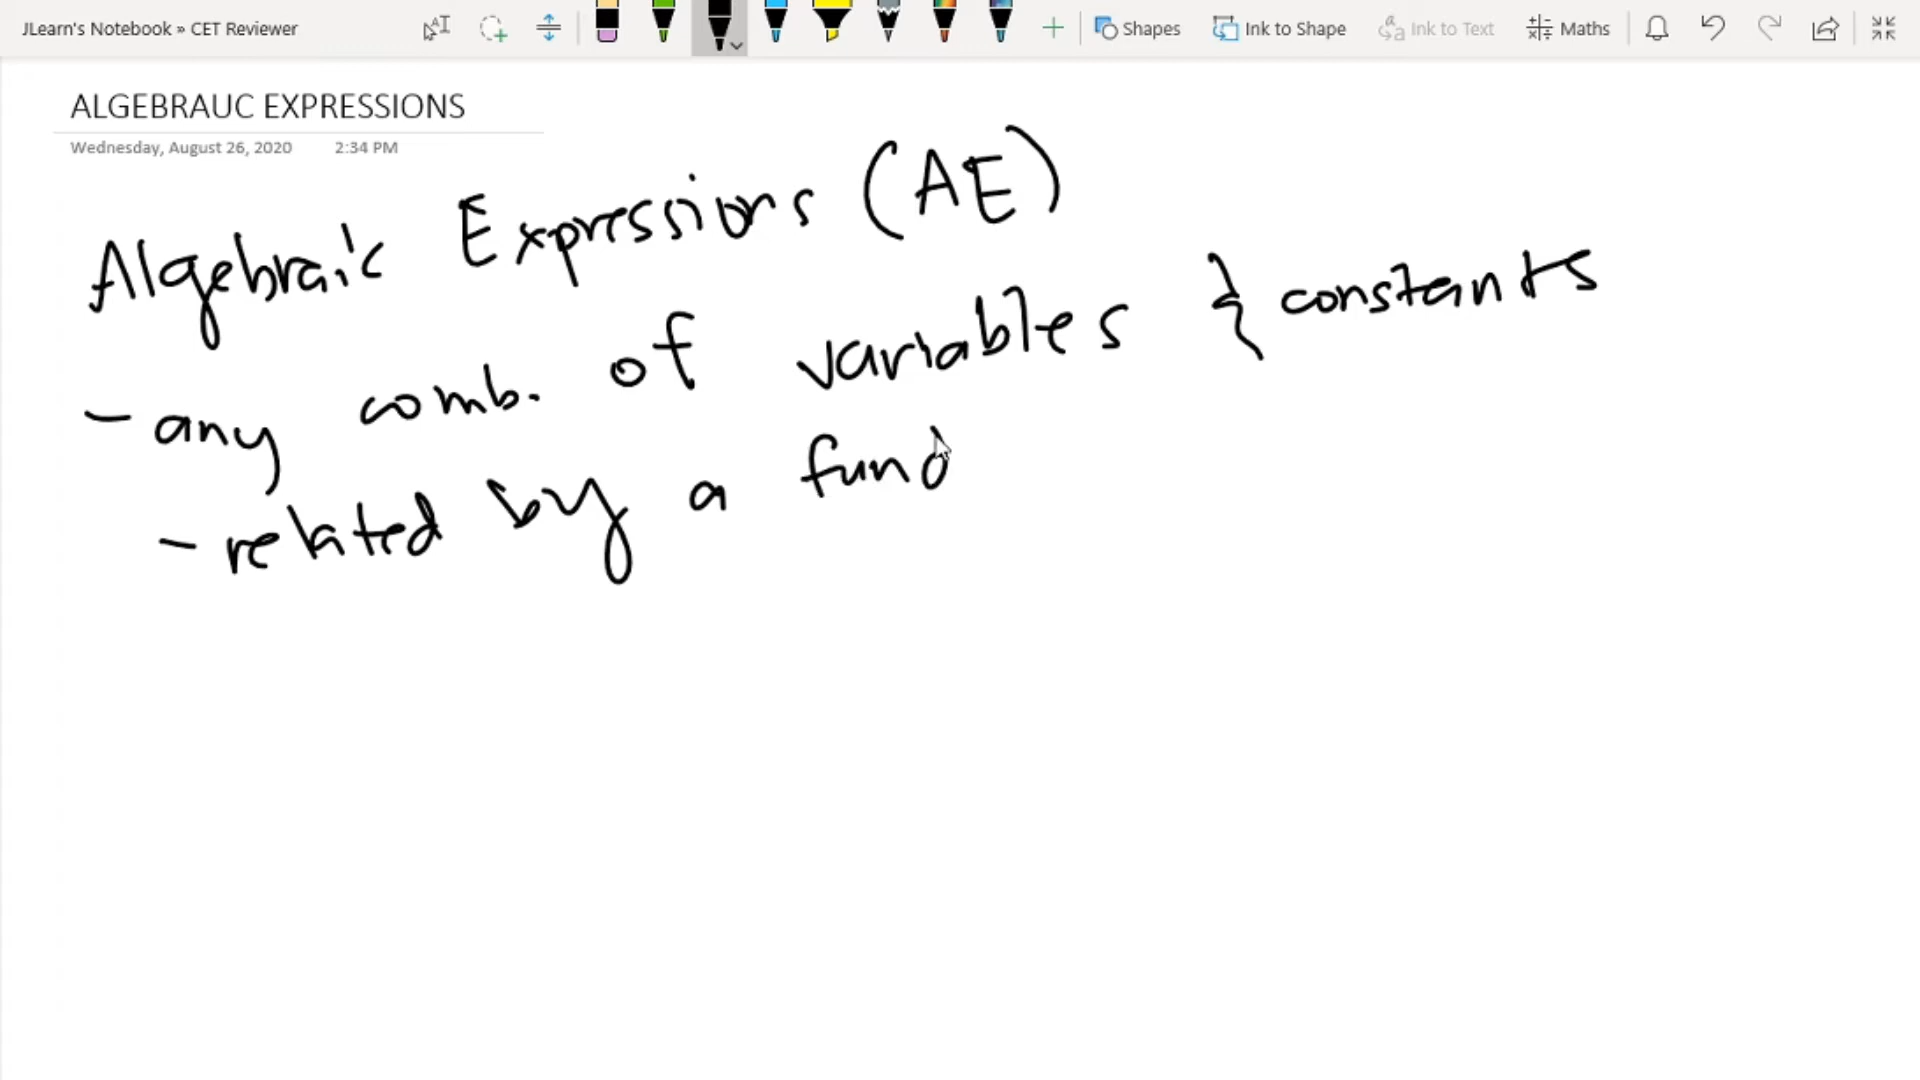 JLearn's Notebook » CET Reviewer Shapes Ink to Shape Ink to Text Maths
ALGEBRAUC EXPRESSIONS
Wednesday, August 26, 2020 2:34 PM
Algebraic Expressions (AE)
- any comb. of variables & constants
- related by a fund